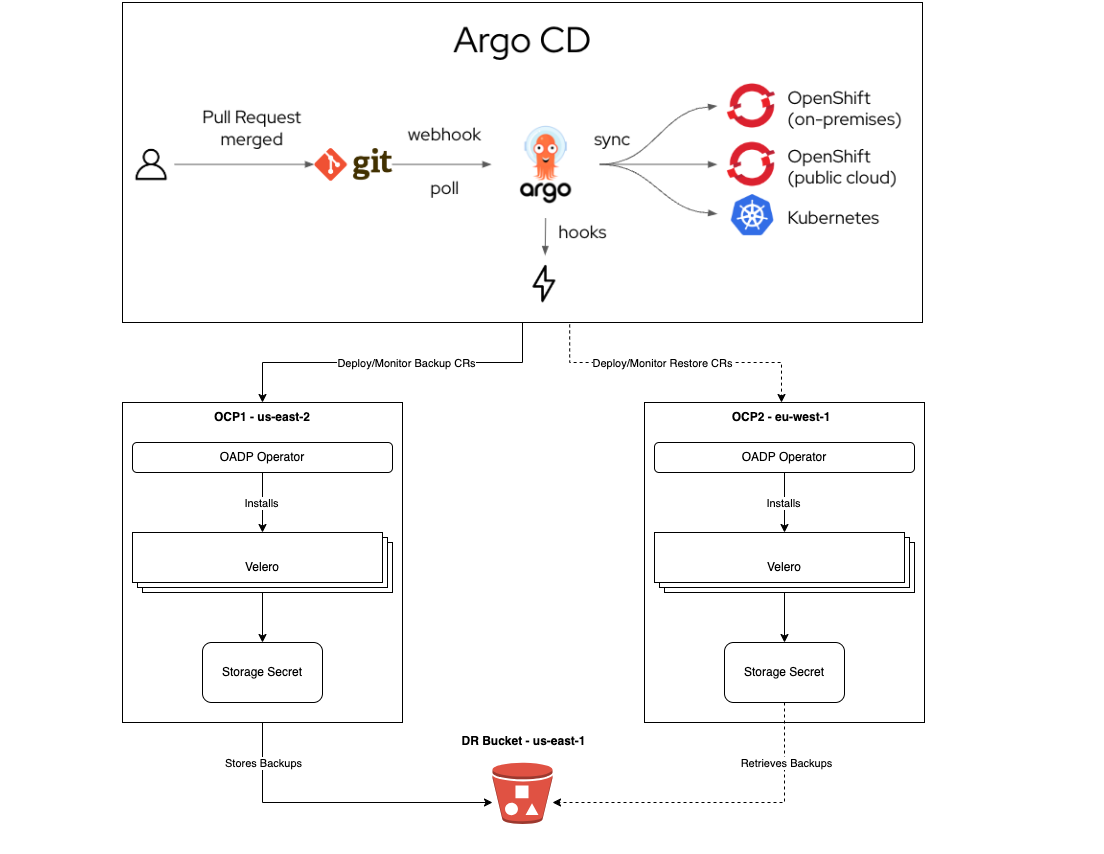 Argo CD
Pull Request
merged
git
webhook
poll
argo
hooks
sync
OpenShift
(on-premises)
OpenShift
(public cloud)
Kubernetes
Deploy/Monitor Backup CRs
Deploy/Monitor Restore CRs
OCP1 - us-east-2
OADP Operator
Installs
Velero
Storage Secret
Stores Backups
OCP2 - eu-west-1
OADP Operator
Installs
Velero
Storage Secret
Retrieves Backups
DR Bucket - us-east-1